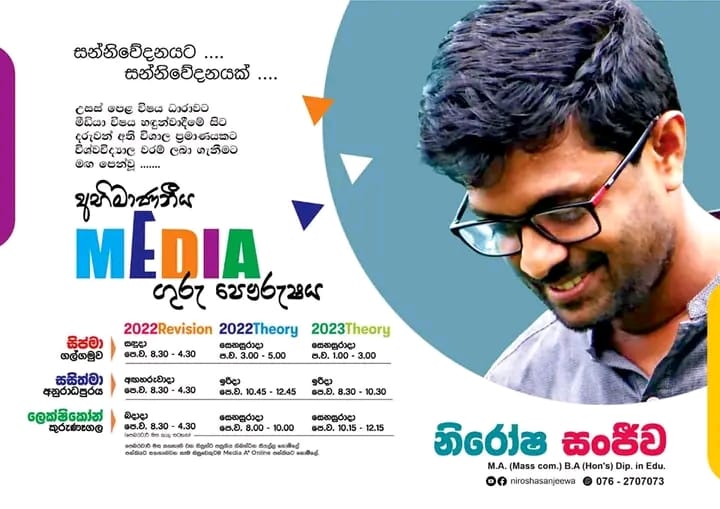 සන්නිවේදනයට ....
සන්නිවේදනයක් ....
උසස් පෙළ විෂය ධාරාවට
මීඩියා විෂය හඳුන්වාදීමේ සිට
දරුවන් අති විශාල ප්‍රමාණයකට
විශ්වවිද්‍යාල වරම් ලබා ගැනීමට
මඟ පෙන්වූ .......
අභිමාණනීය
MEDIA
ගුරු පෞරුෂය
2022Revision 2022Theory 2023Theory
සිප්මා ගල්ගමුව
සඳුදා පෙ.ව. 8.30 - 4.30
සෙනසුරාදා ප.ව. 3.00 - 5.00
සෙනසුරාදා ප.ව. 1.00 - 3.00
සසිත්මා අනුරාධපුරය
අඟහරුවාදා පෙ.ව. 8.30 - 4.30
ඉරිදා පෙ.ව. 10.45 - 12.45
ඉරිදා පෙ.ව. 8.30 - 10.30
ලෙක්ෂිකෝන් කුරුණෑගල
බදාදා පෙ.ව. 8.30 - 4.30
සෙනසුරාදා පෙ.ව. 8.00 - 10.00
සෙනසුරාදා පෙ.ව. 10.15 - 12.15
Media A⁺ Online
නිරෝෂ සංජීව
M.A. (Mass com.) B.A (Hon's) Dip. in Edu.
niroshasanjeewa 076 - 2707073